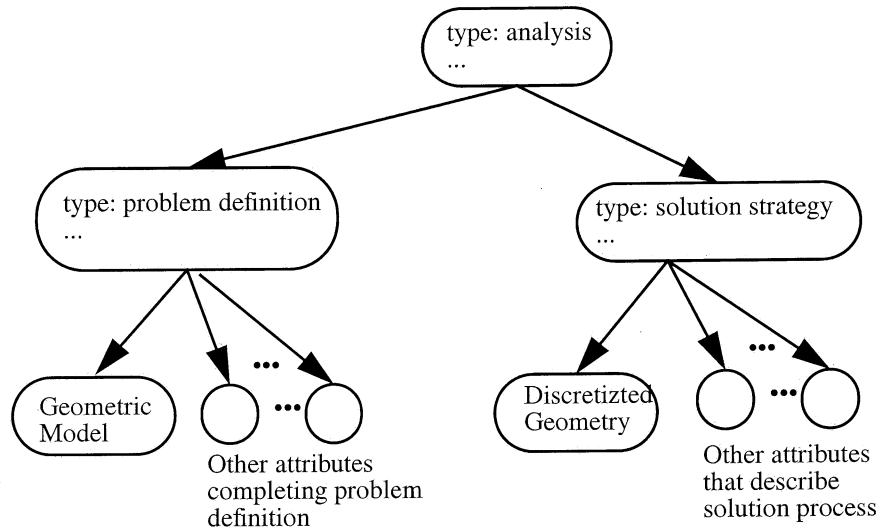 type: analysis
...
type: problem definition
...
type: solution strategy
...
Geometric
Model
...
...
Other attributes
completing problem
definition
Discretizted
Geometry
...
...
Other attributes
that describe
solution process